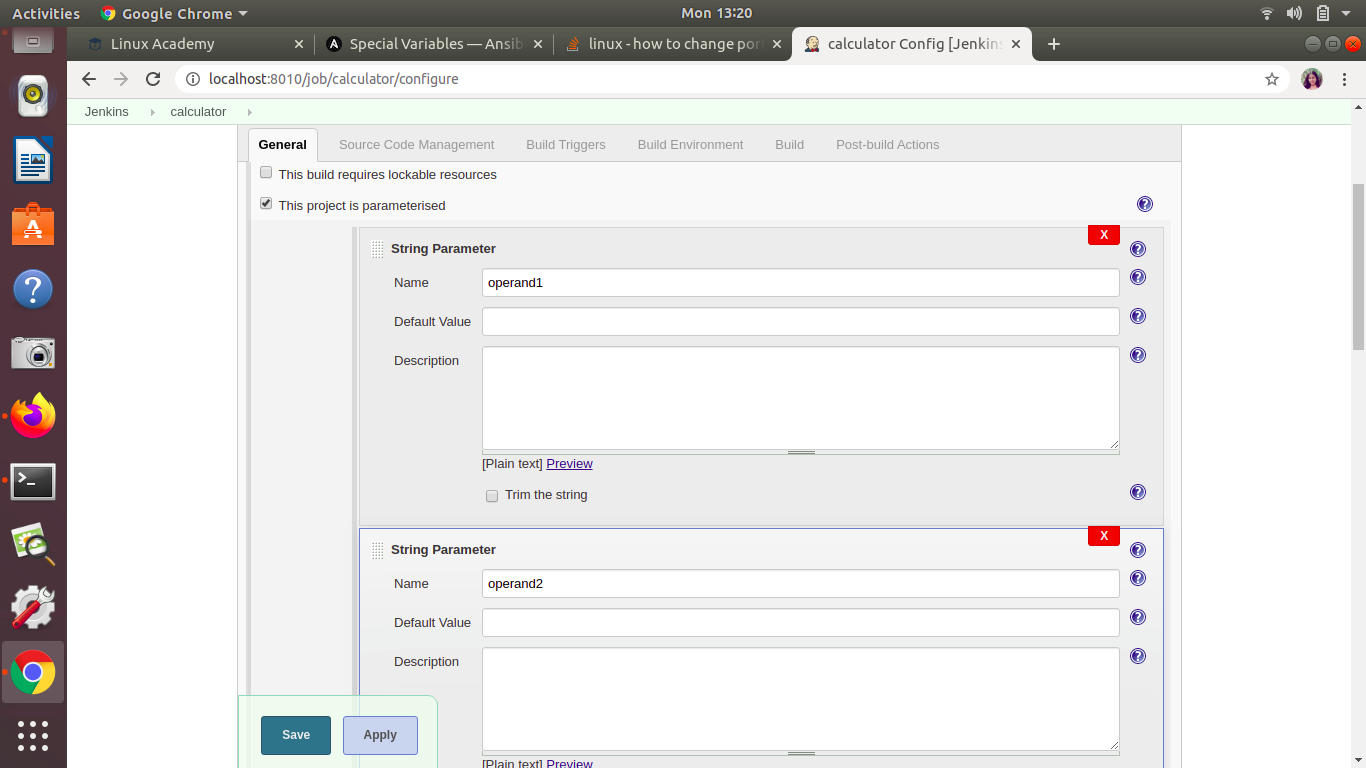 Activities Google Chrome Mon 13:20
Linux Academy Special Variables — Ansib linux - how to change por calculator Config [Jenkins
localhost:8010/job/calculator/configure
Jenkins calculator
General Source Code Management Build Triggers Build Environment Build Post-build Actions
This build requires lockable resources
This project is parameterised
X
String Parameter
Name operand1
Default Value
Description
[Plain text] Preview
Trim the string
X
String Parameter
Name operand2
Default Value
Description
Save Apply
[Plain text] Preview